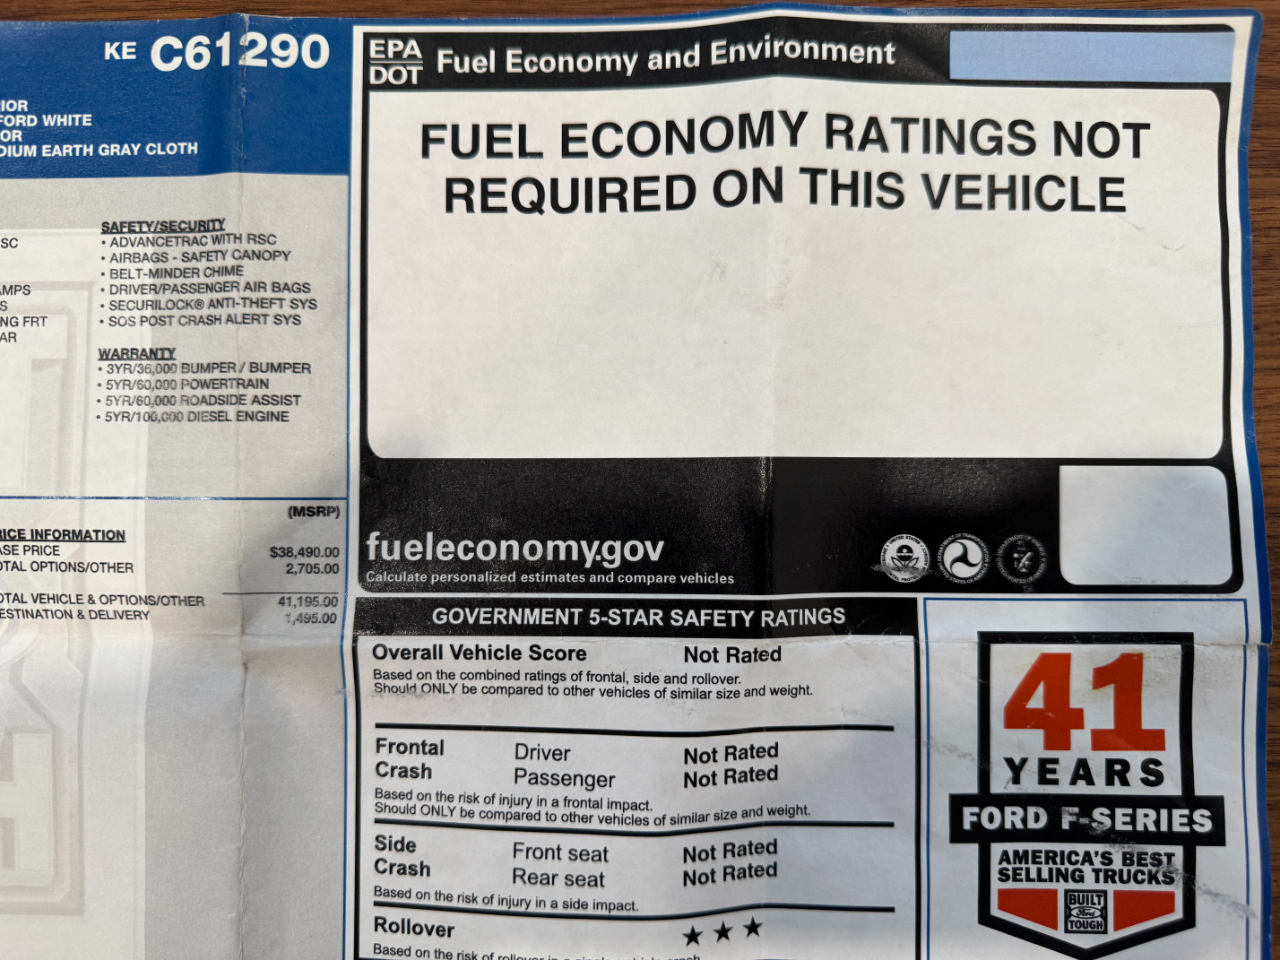 KE C61290
IOR
FORD WHITE
OR
DIUM EARTH GRAY CLOTH
SC
AMPS
S
NG FRT
AR
SAFETY/SECURITY
• ADVANCETRAC WITH RSC
• AIRBAGS - SAFETY CANOPY
• BELT-MINDER CHIME
• DRIVER/PASSENGER AIR BAGS
• SECURILOCK® ANTI-THEFT SYS
• SOS POST CRASH ALERT SYS
WARRANTY
• 3YR/36,000 BUMPER / BUMPER
• 5YR/60,000 POWERTRAIN
• 5YR/60,000 ROADSIDE ASSIST
• 5YR/100,000 DIESEL ENGINE
(MSRP)
RICE INFORMATION
ASE PRICE $38,490.00
OTAL OPTIONS/OTHER 2,705.00
OTAL VEHICLE & OPTIONS/OTHER 41,195.00
ESTINATION & DELIVERY 1,495.00
EPA
DOT
Fuel Economy and Environment
FUEL ECONOMY RATINGS NOT
REQUIRED ON THIS VEHICLE
fueleconomy.gov
Calculate personalized estimates and compare vehicles
GOVERNMENT 5-STAR SAFETY RATINGS
Overall Vehicle Score Not Rated
Based on the combined ratings of frontal, side and rollover.
Should ONLY be compared to other vehicles of similar size and weight.
Frontal Driver Not Rated
Crash Passenger Not Rated
Based on the risk of injury in a frontal impact.
Should ONLY be compared to other vehicles of similar size and weight.
Side Front seat Not Rated
Crash Rear seat Not Rated
Based on the risk of injury in a side impact.
Rollover ★ ★ ★
Based on the risk of rollover in a single-vehicle crash.
41
YEARS
FORD F-SERIES
AMERICA'S BEST
SELLING TRUCKS
BUILT
Ford
TOUGH